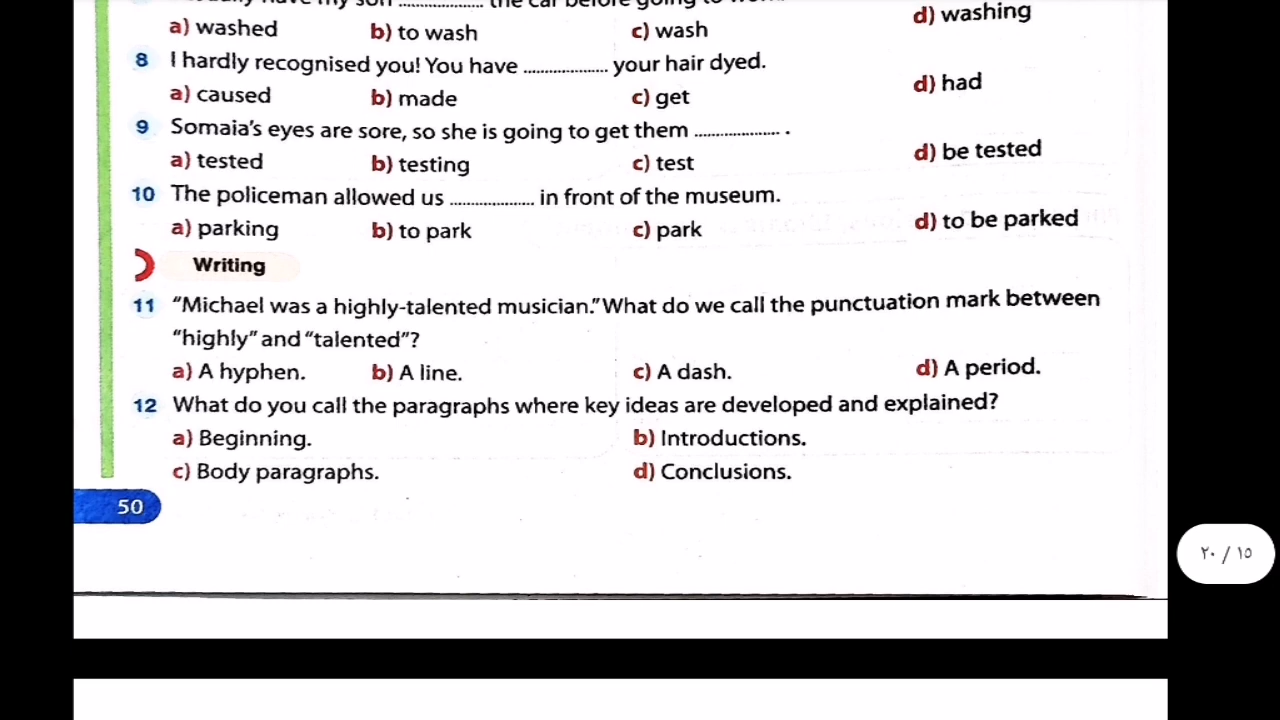 the car before going to
a) washed b) to wash c) wash d) washing
8 I hardly recognised you! You have .................... your hair dyed.
a) caused b) made c) get d) had
9 Somaia's eyes are sore, so she is going to get them .................... .
a) tested b) testing c) test d) be tested
10 The policeman allowed us .................... in front of the museum.
a) parking b) to park c) park d) to be parked
Writing
11 “Michael was a highly-talented musician.” What do we call the punctuation mark between
“highly” and “talented”?
a) A hyphen. b) A line. c) A dash. d) A period.
12 What do you call the paragraphs where key ideas are developed and explained?
a) Beginning. b) Introductions.
c) Body paragraphs. d) Conclusions.
50
٢٠ / ١٥